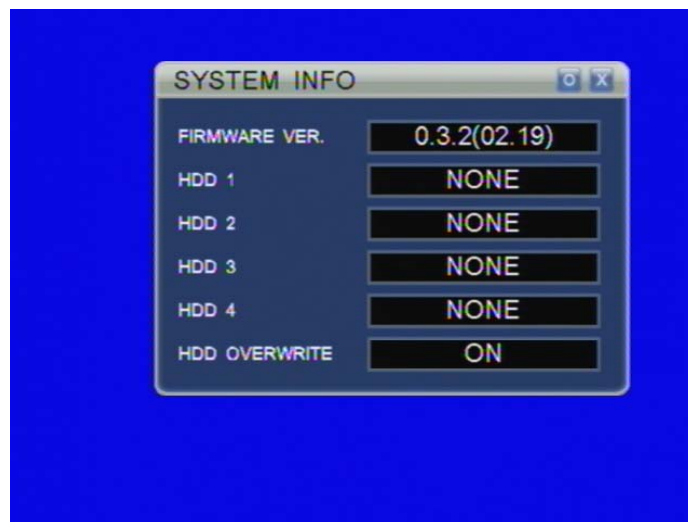 SYSTEM INFO O X
FIRMWARE VER. 0.3.2(02.19)
HDD 1 NONE
HDD 2 NONE
HDD 3 NONE
HDD 4 NONE
HDD OVERWRITE ON